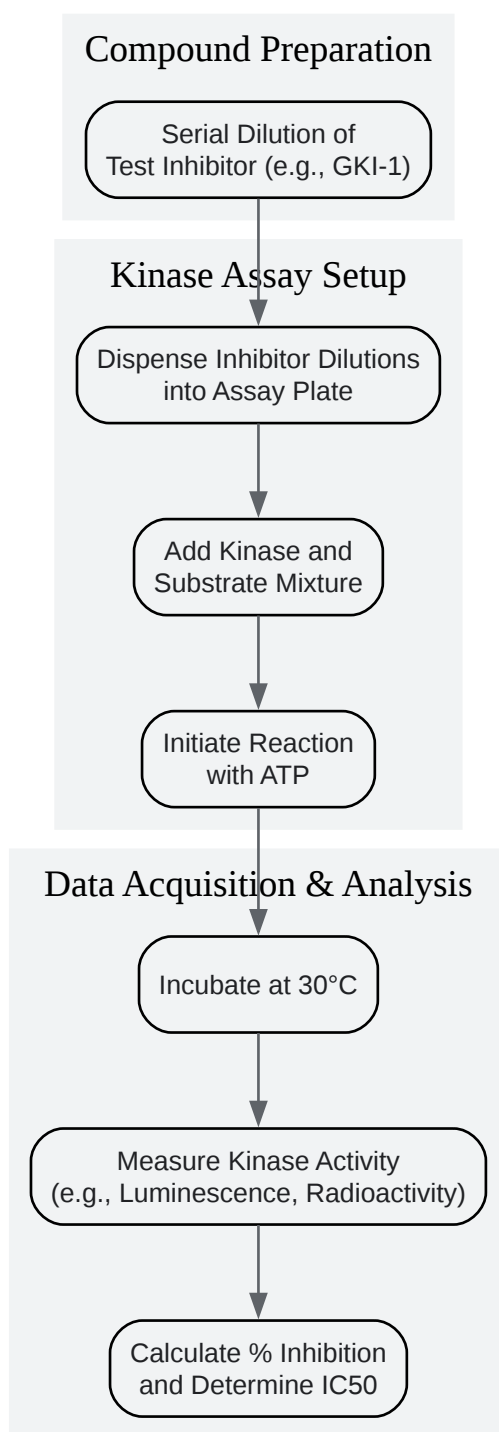 Compound Preparation
Serial Dilution of
Test Inhibitor (e.g., GKI-1)
Kinase Assay Setup
Dispense Inhibitor Dilutions
into Assay Plate
Add Kinase and
Substrate Mixture
Initiate Reaction
with ATP
Data Acquisition & Analysis
Incubate at 30°C
Measure Kinase Activity
(e.g., Luminescence, Radioactivity)
Calculate % Inhibition
and Determine IC50